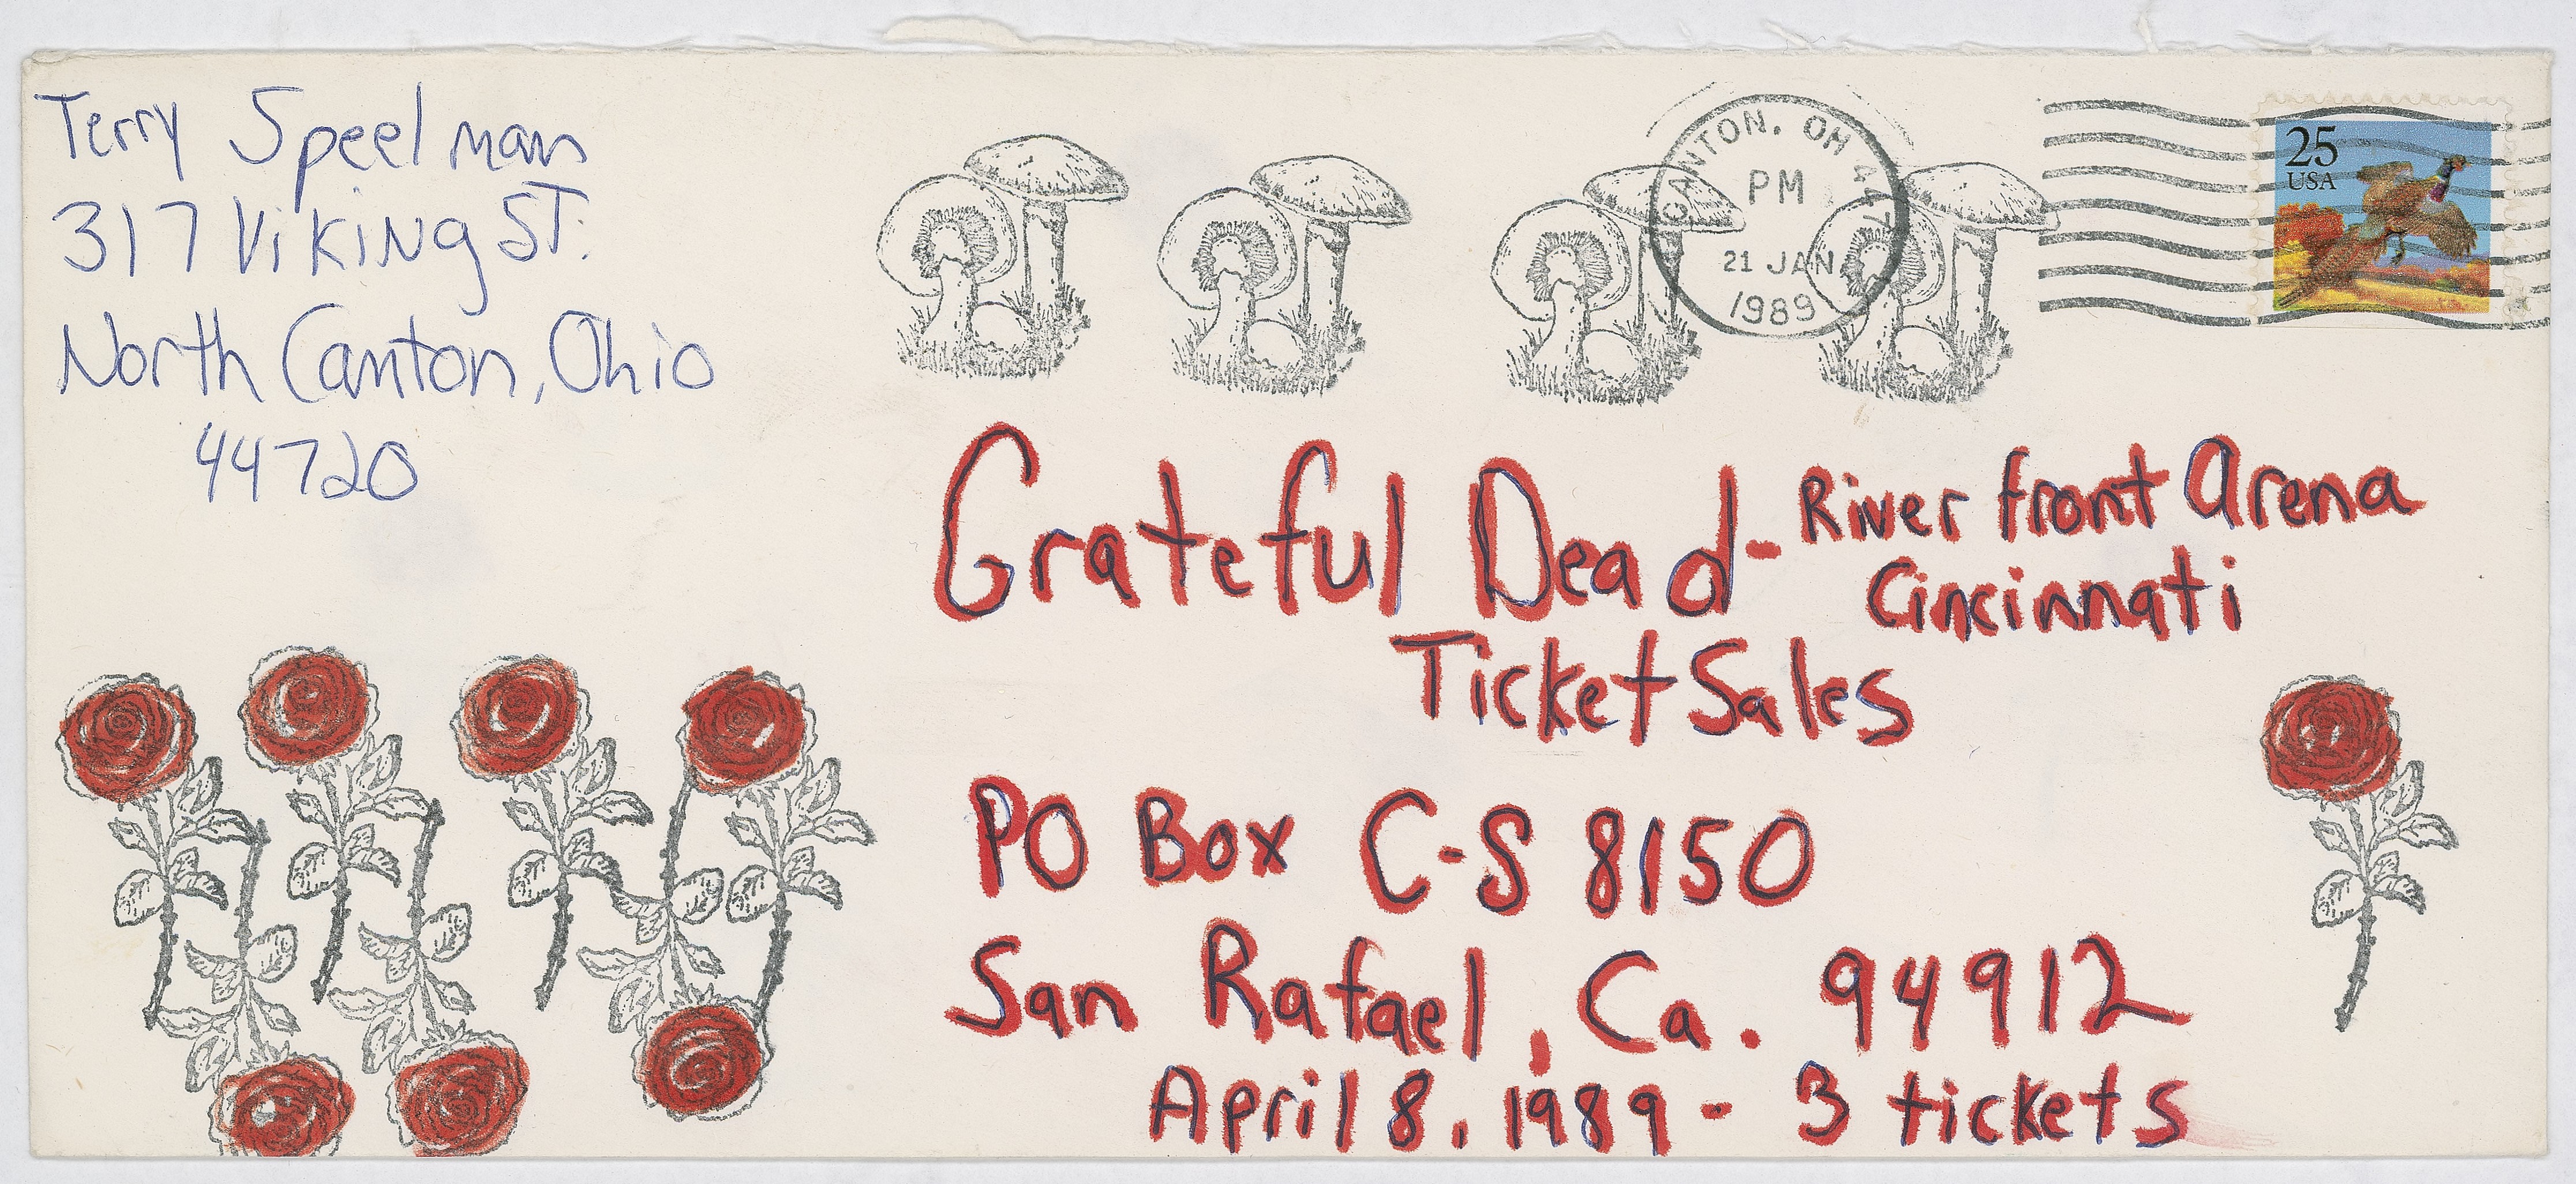 Terry Speelman
317 Viking ST.
North Canton, Ohio
44720
CANTON, OH 447
PM
21 JAN
1989
25
USA
Grateful Dead - River front Arena
Cincinnati
Ticket Sales
PO Box C-S 8150
San Rafael, Ca. 94912
April 8, 1989 - 3 tickets